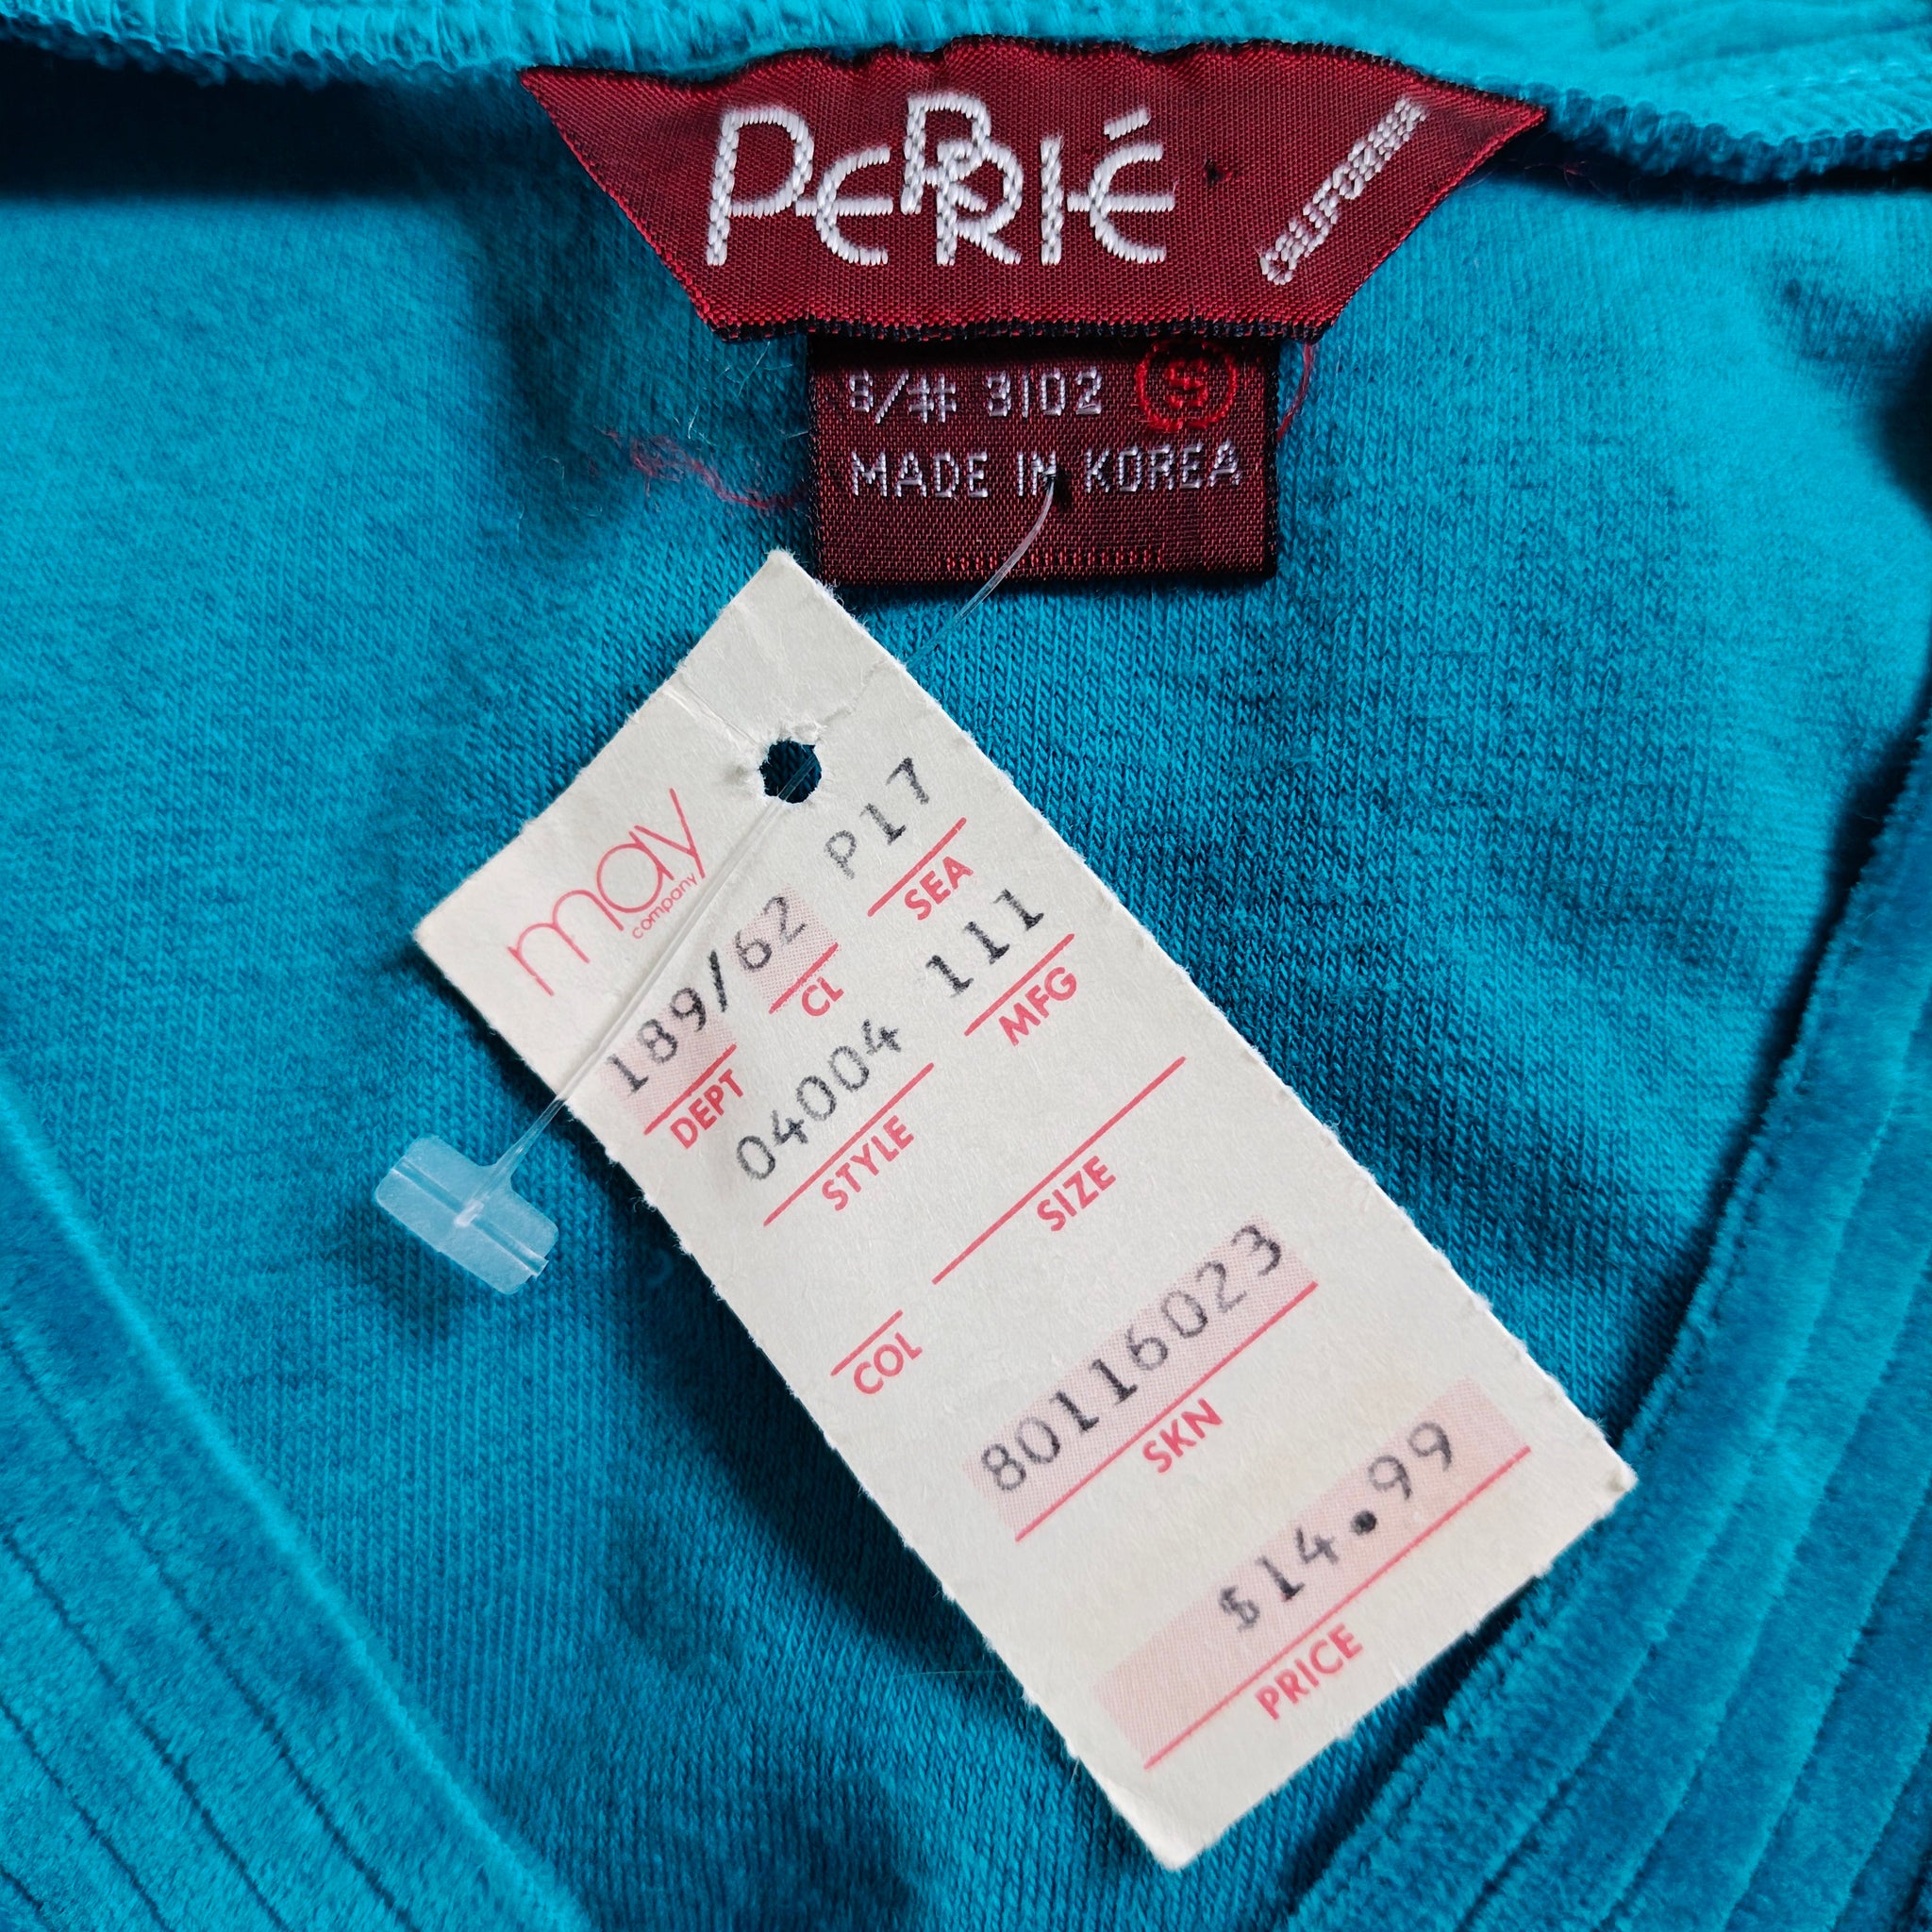 PERRIÉ CALIFORNIA
S/# 3102 S
MADE IN KOREA
may
company
P17
SEA
189/62
DEPT CL
04004 111
STYLE MFG
COL SIZE
80116023
SKN
$14.99
PRICE